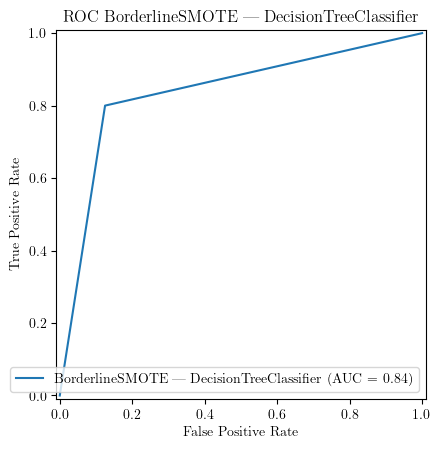 ROC BorderlineSMOTE — DecisionTreeClassifier
1.0
0.8
0.6
0.4
0.2
0.0
True Positive Rate
BorderlineSMOTE — DecisionTreeClassifier (AUC = 0.84)
0.0 0.2 0.4 0.6 0.8 1.0
False Positive Rate